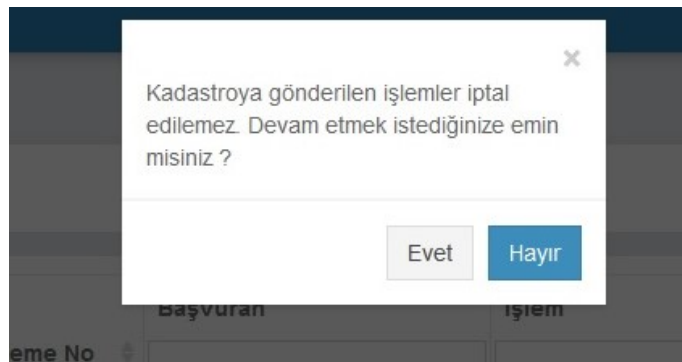 ×
Kadastroya gönderilen işlemler iptal
edilemez. Devam etmek istediğinize emin
misiniz ?
Evet Hayır
Başvuran İşlem
eme No